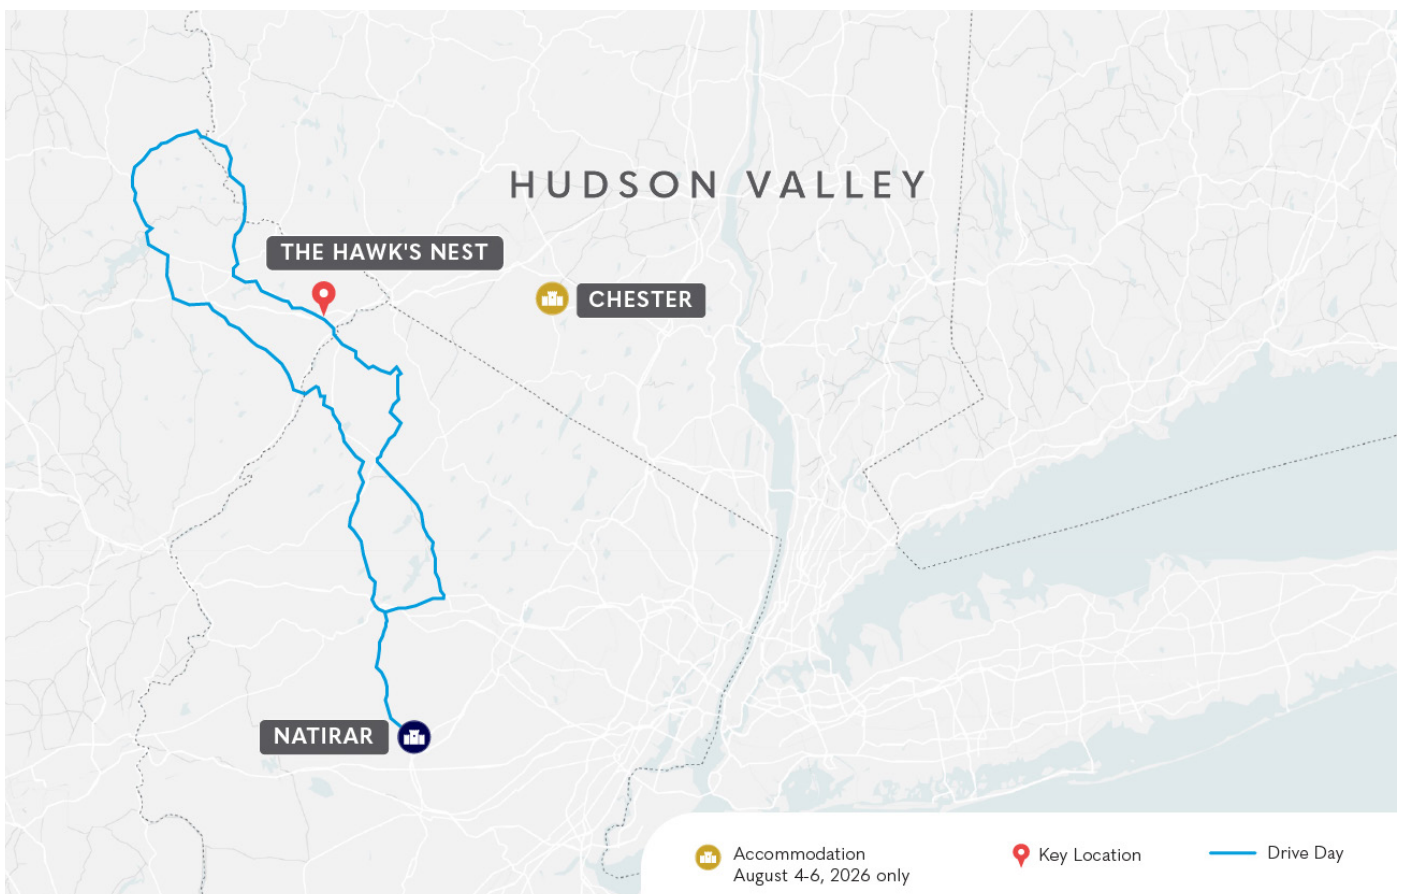 HUDSON VALLEY
THE HAWK'S NEST
CHESTER
NATIRAR
Accommodation
August 4-6, 2026 only
Key Location
Drive Day